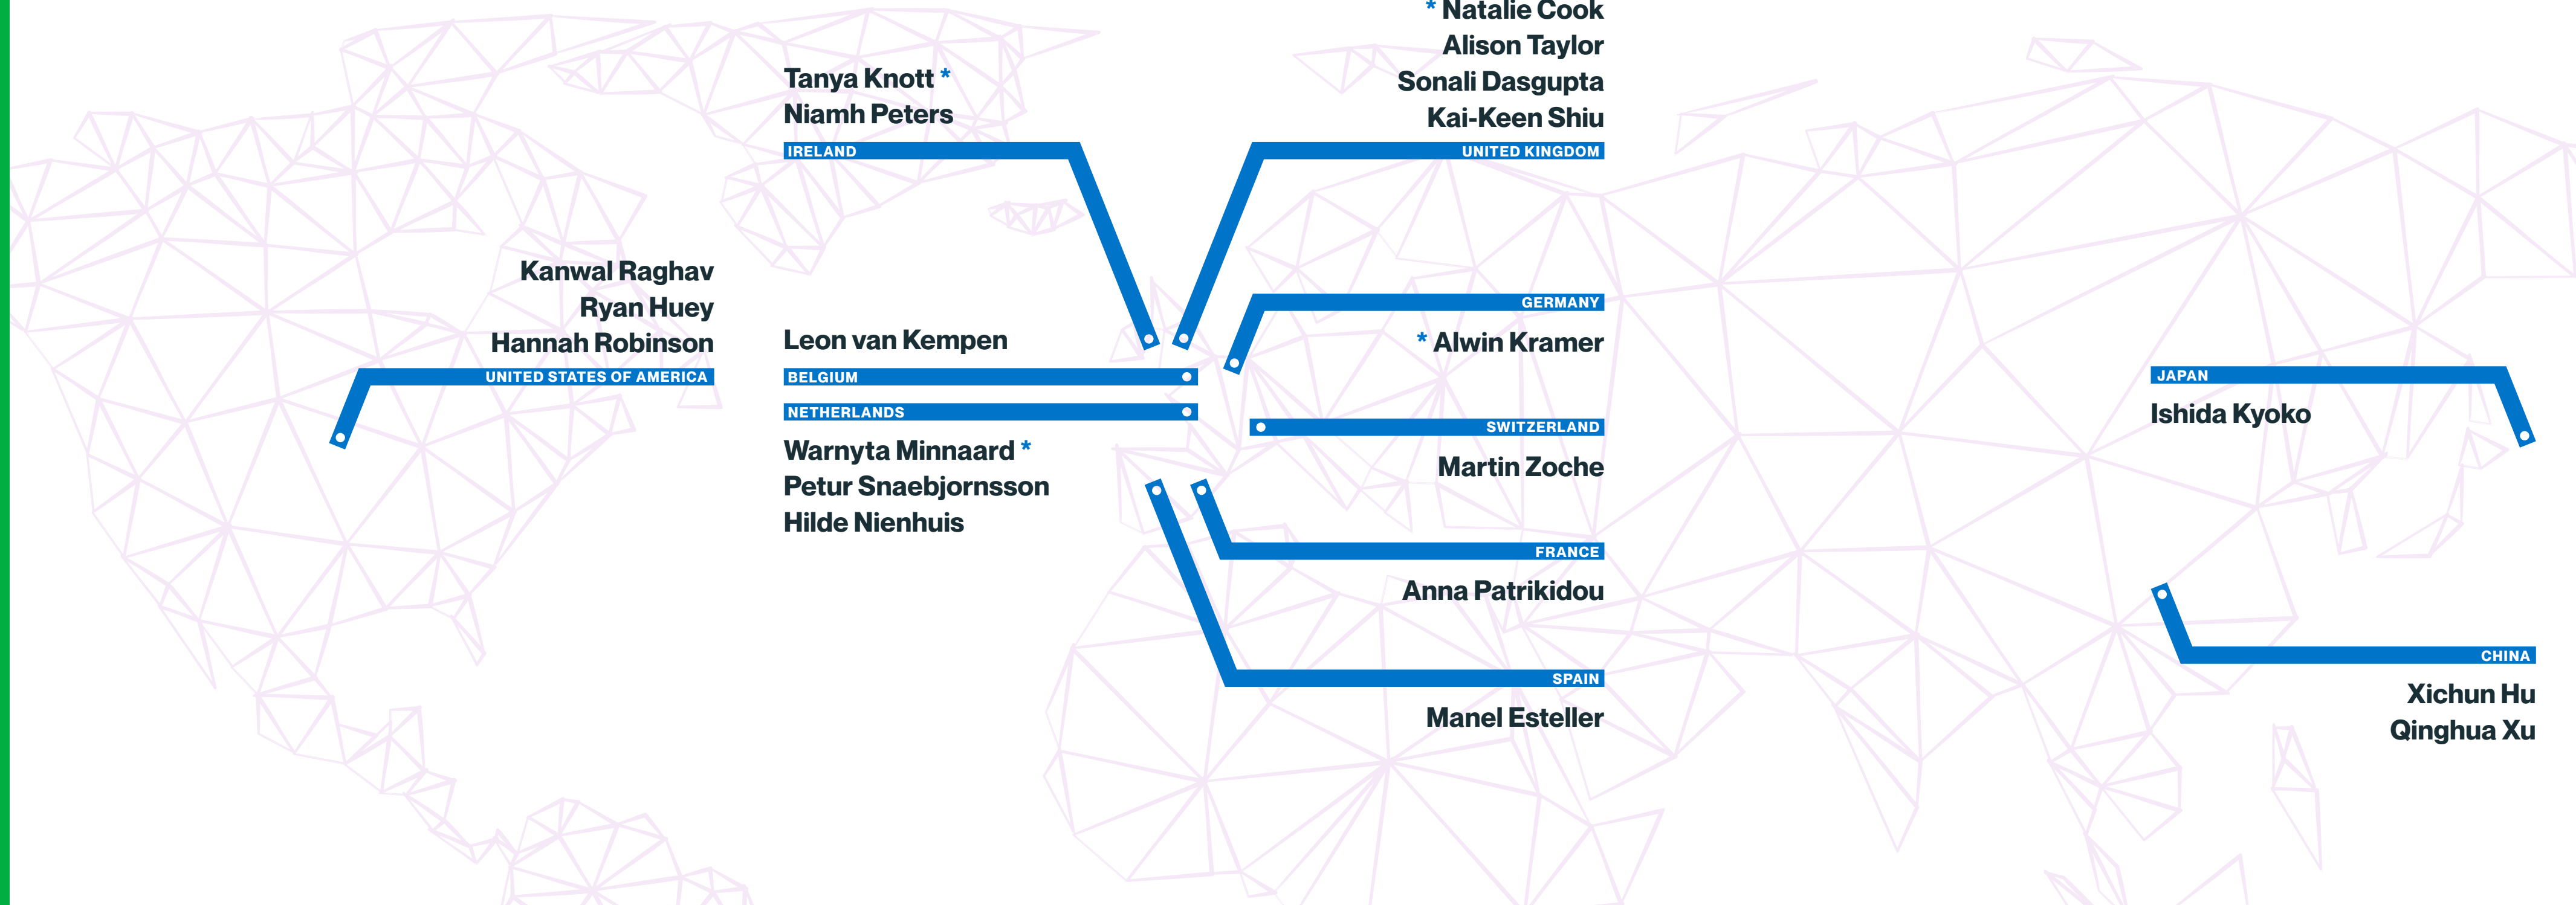 * Natalie Cook
Alison Taylor
Sonali Dasgupta
Kai-Keen Shiu
UNITED KINGDOM
Tanya Knott *
Niamh Peters
IRELAND
Kanwal Raghav
Ryan Huey
Hannah Robinson
UNITED STATES OF AMERICA
Leon van Kempen
BELGIUM
NETHERLANDS
Warnyta Minnaard *
Petur Snaebjornsson
Hilde Nienhuis
GERMANY
* Alwin Kramer
SWITZERLAND
Martin Zoche
FRANCE
Anna Patrikidou
SPAIN
Manel Esteller
JAPAN
Ishida Kyoko
CHINA
Xichun Hu
Qinghua Xu